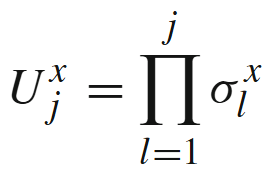 U_j^x = \prod_{l=1}^{j} \sigma_l^x